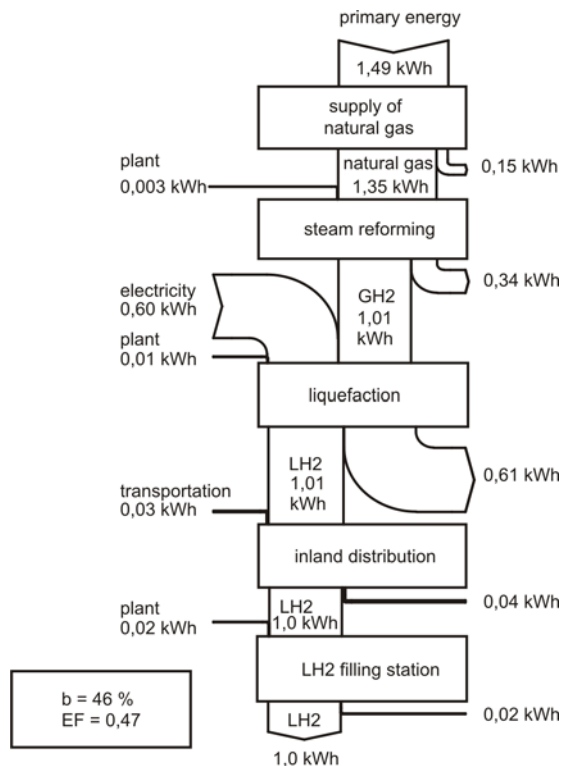 primary energy
1,49 kWh
supply of
natural gas
plant
0,003 kWh
natural gas
1,35 kWh
0,15 kWh
steam reforming
electricity
0,60 kWh
plant
0,01 kWh
GH2
1,01
kWh
0,34 kWh
liquefaction
LH2
1,01
kWh
0,61 kWh
transportation
0,03 kWh
inland distribution
plant
0,02 kWh
LH2
1,0 kWh
0,04 kWh
LH2 filling station
b = 46 %
EF = 0,47
LH2
0,02 kWh
1,0 kWh